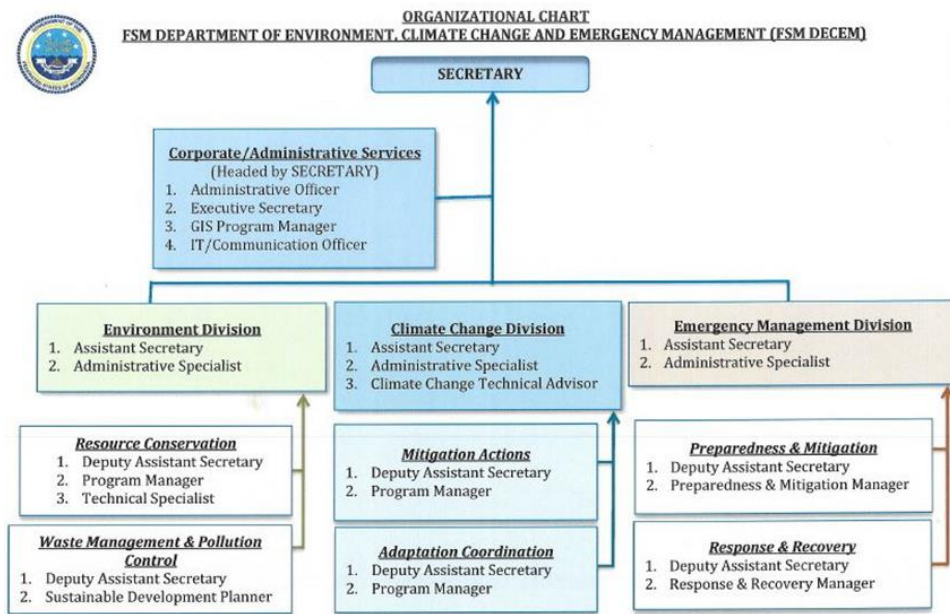 ORGANIZATIONAL CHART
FSM DEPARTMENT OF ENVIRONMENT, CLIMATE CHANGE AND EMERGENCY MANAGEMENT (FSM DECEM)
SECRETARY
Corporate/Administrative Services
(Headed by SECRETARY)
1. Administrative Officer
2. Executive Secretary
3. GIS Program Manager
4. IT/Communication Officer
Environment Division
1. Assistant Secretary
2. Administrative Specialist
Climate Change Division
1. Assistant Secretary
2. Administrative Specialist
3. Climate Change Technical Advisor
Emergency Management Division
1. Assistant Secretary
2. Administrative Specialist
Resource Conservation
1. Deputy Assistant Secretary
2. Program Manager
3. Technical Specialist
Mitigation Actions
1. Deputy Assistant Secretary
2. Program Manager
Preparedness & Mitigation
1. Deputy Assistant Secretary
2. Preparedness & Mitigation Manager
Waste Management & Pollution
Control
1. Deputy Assistant Secretary
2. Sustainable Development Planner
Adaptation Coordination
1. Deputy Assistant Secretary
2. Program Manager
Response & Recovery
1. Deputy Assistant Secretary
2. Response & Recovery Manager